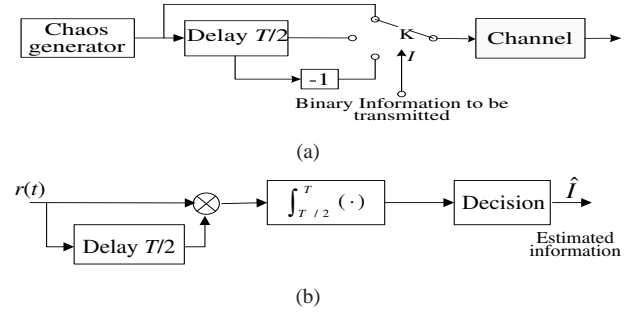 Chaos
generator
Delay T/2
-1
K
I
Channel
Binary Information to be
transmitted
(a)
r(t)
Delay T/2
∫_{T/2}^{T} (·)
Decision
Î
Estimated
information
(b)